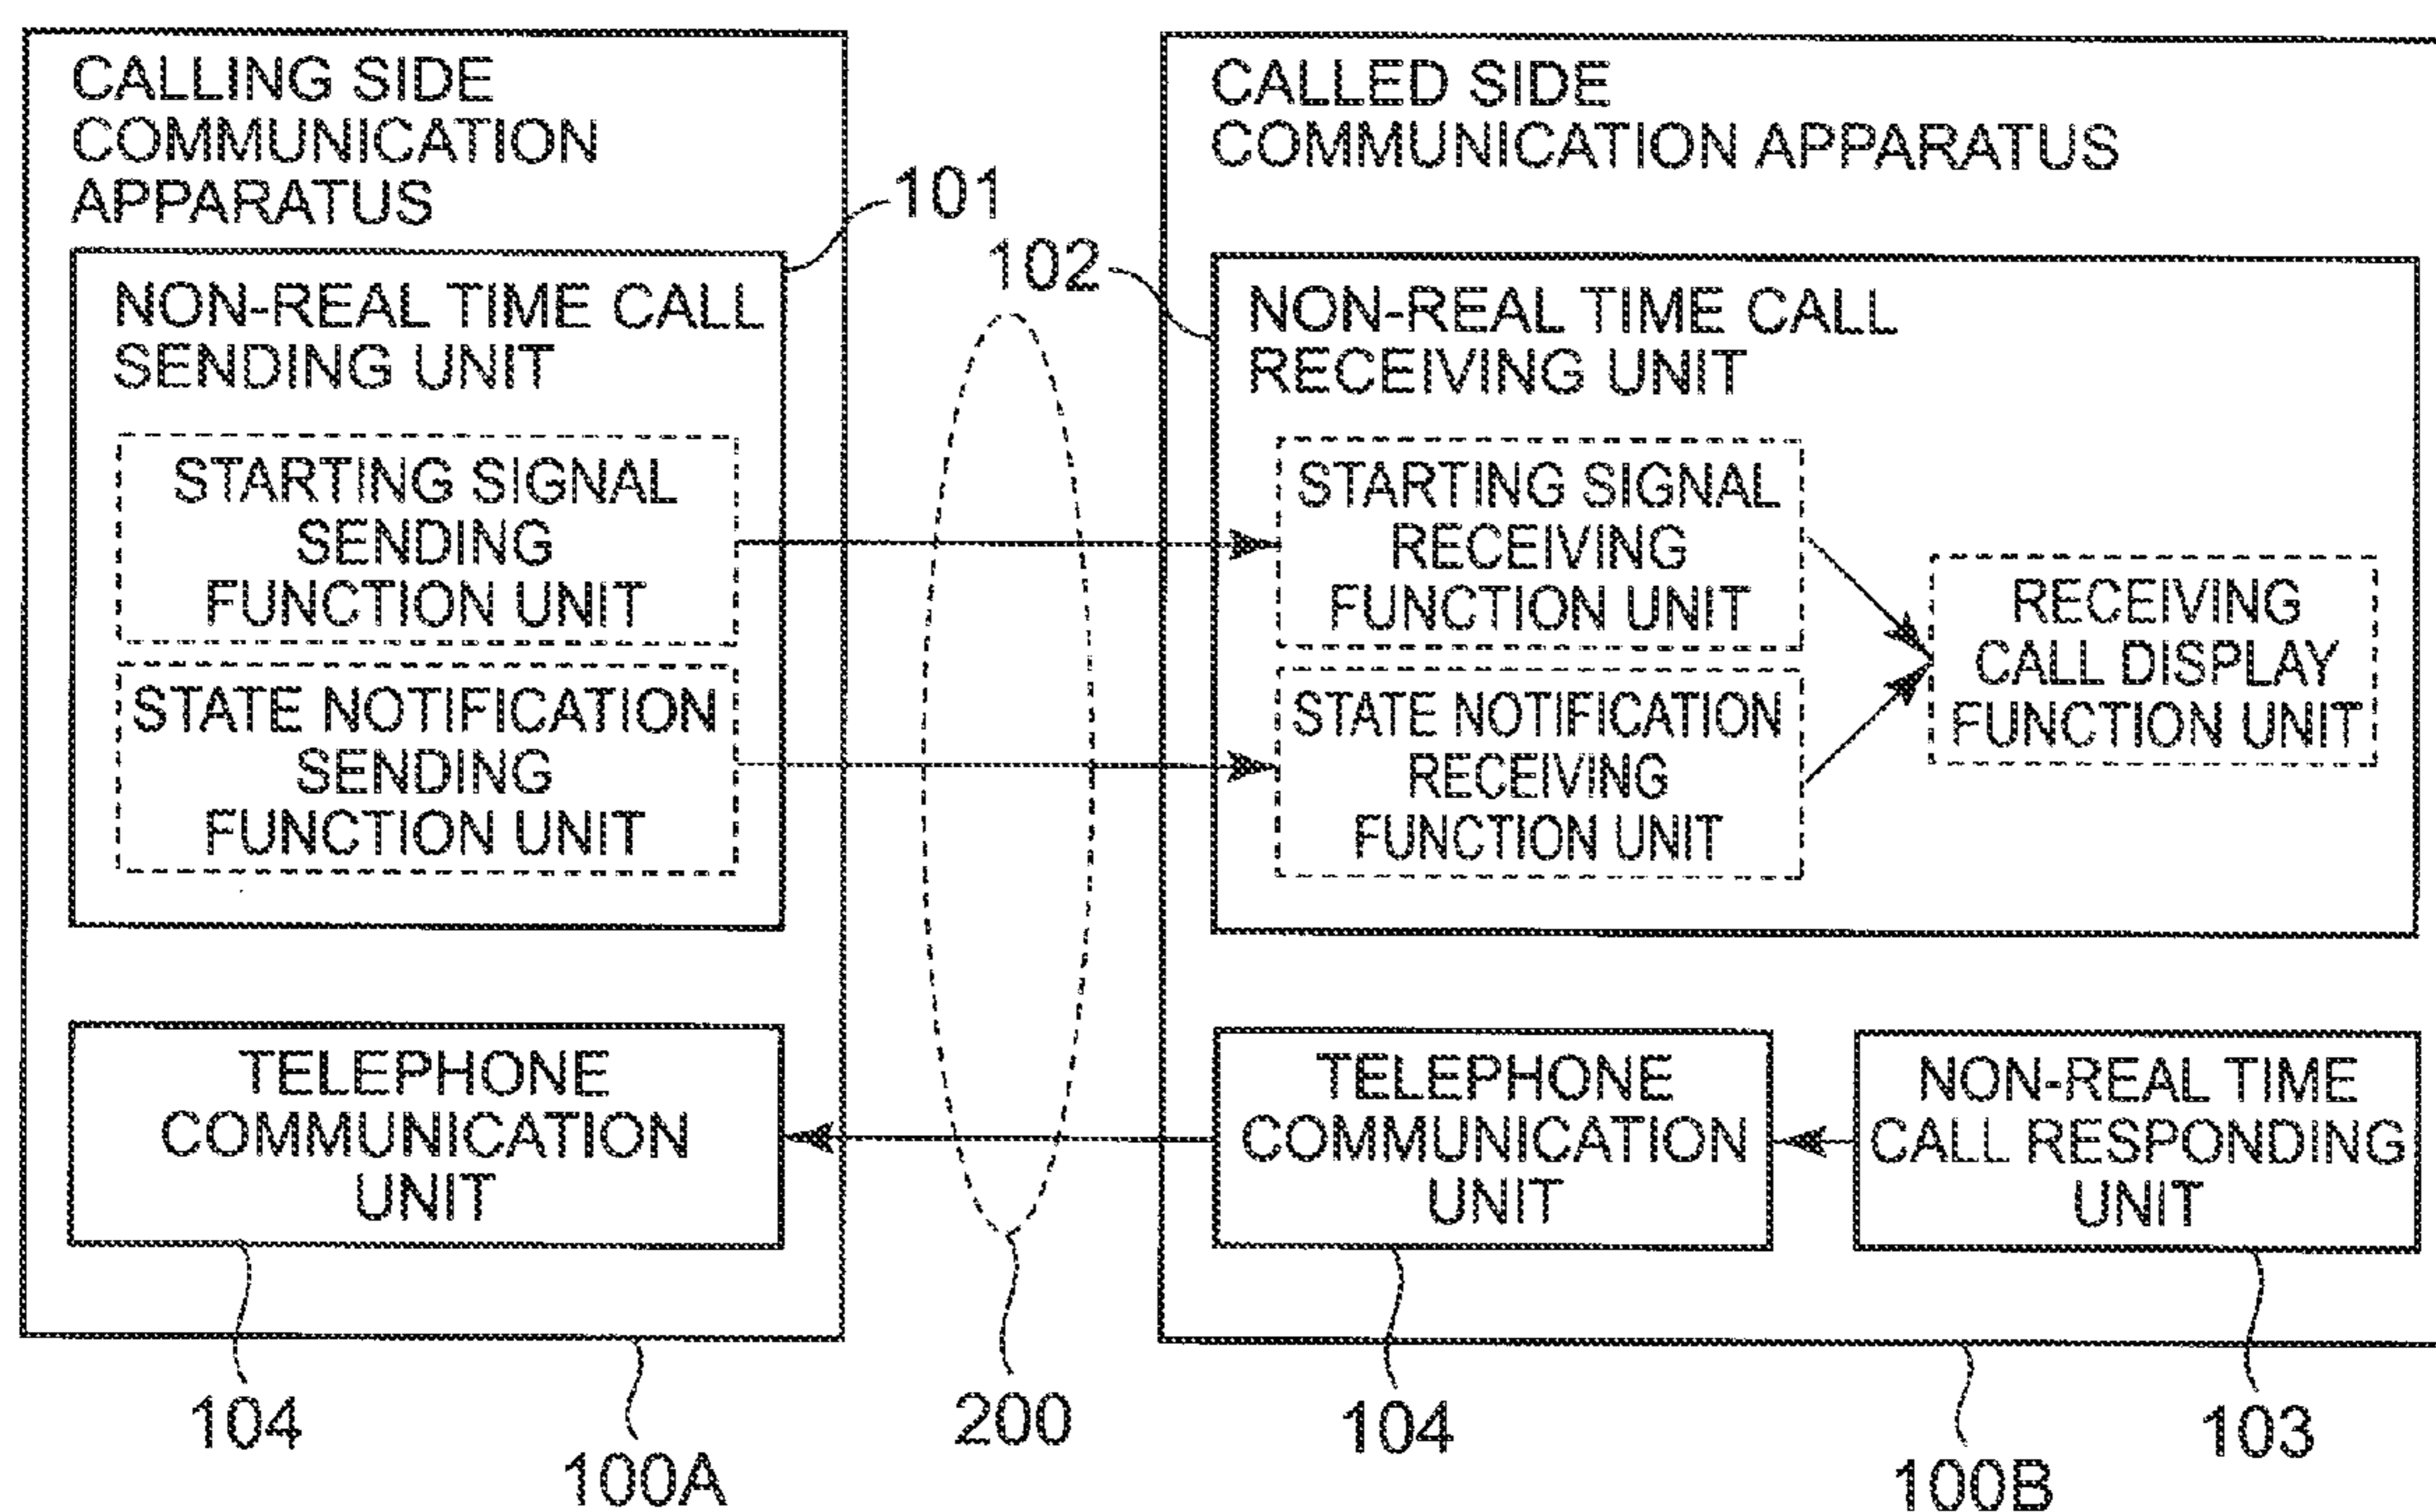 CALLING SIDE
COMMUNICATION
APPARATUS
101
NON-REAL TIME CALL
SENDING UNIT
STARTING SIGNAL
SENDING
FUNCTION UNIT
STATE NOTIFICATION
SENDING
FUNCTION UNIT
TELEPHONE
COMMUNICATION
UNIT
104
100A
200
CALLED SIDE
COMMUNICATION APPARATUS
102
NON-REAL TIME CALL
RECEIVING UNIT
STARTING SIGNAL
RECEIVING
FUNCTION UNIT
STATE NOTIFICATION
RECEIVING
FUNCTION UNIT
RECEIVING
CALL DISPLAY
FUNCTION UNIT
TELEPHONE
COMMUNICATION
UNIT
NON-REAL TIME
CALL RESPONDING
UNIT
104
103
100B